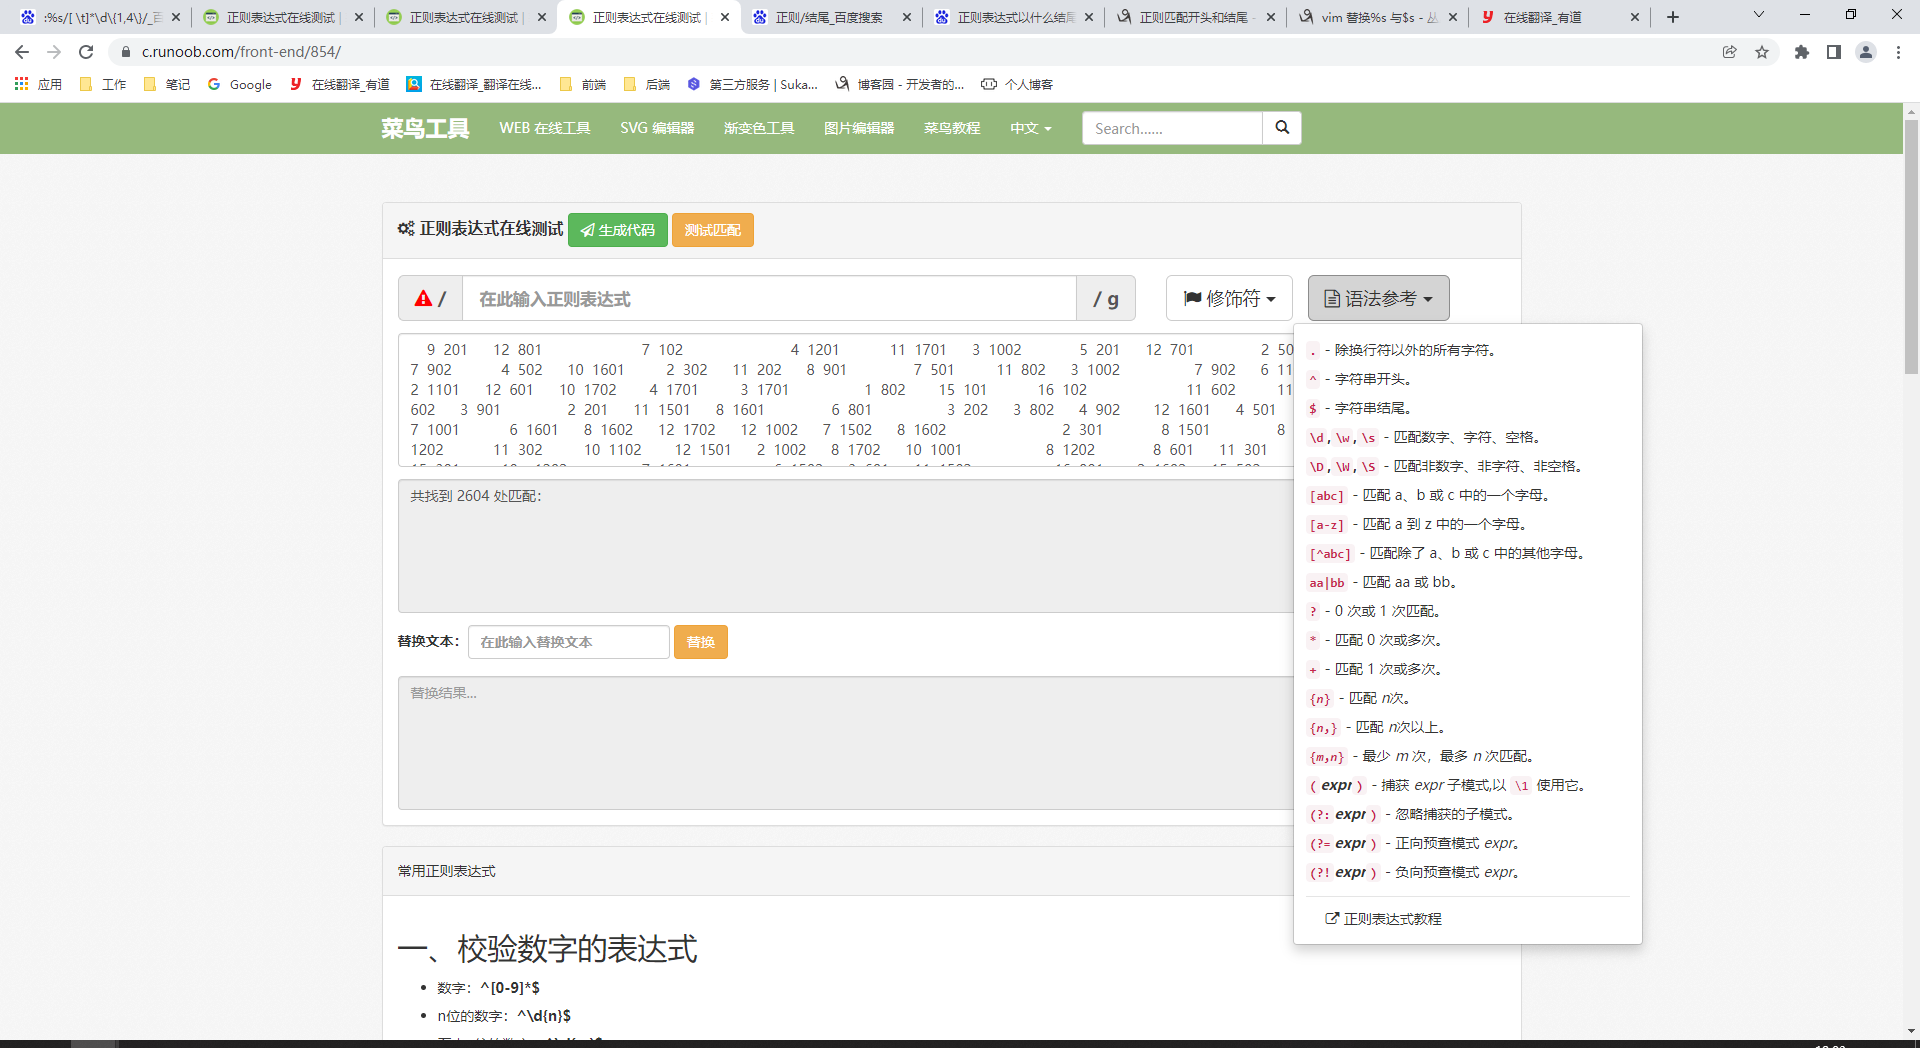 :%s/[ \t]*\d\{1,4\}/_百
正则表达式在线测试 |
正则表达式在线测试 |
正则表达式在线测试 |
正则/结尾_百度搜索
正则表达式以什么结尾
正则匹配开头和结尾 -
vim 替换%s 与$s - 丛
在线翻译_有道
c.runoob.com/front-end/854/
应用
工作
笔记
Google
在线翻译_有道
在线翻译_翻译在线...
前端
后端
第三方服务 | Suka...
博客园 - 开发者的...
个人博客
菜鸟工具
WEB 在线工具
SVG 编辑器
渐变色工具
图片编辑器
菜鸟教程
中文
Search......
正则表达式在线测试
生成代码
测试匹配
/
在此输入正则表达式
/ g
修饰符
语法参考
9 201 12 801 7 102 4 1201 11 1701 3 1002 5 201 12 701 2 50
7 902 4 502 10 1601 2 302 11 202 8 901 7 501 11 802 3 1002 7 902 6 11
2 1101 12 601 10 1702 4 1701 3 1701 1 802 15 101 16 102 11 602 11
602 3 901 2 201 11 1501 8 1601 6 801 3 202 3 802 4 902 12 1601 4 501
7 1001 6 1601 8 1602 12 1702 12 1002 7 1502 8 1602 2 301 8 1501 8
1202 11 302 10 1102 12 1501 2 1002 8 1702 10 1001 8 1202 8 601 11 301
共找到 2604 处匹配：
替换文本：
在此输入替换文本
替换
替换结果...
. - 除换行符以外的所有字符。
^ - 字符串开头。
$ - 字符串结尾。
\d,\w,\s - 匹配数字、字符、空格。
\D,\W,\S - 匹配非数字、非字符、非空格。
[abc] - 匹配 a、b 或 c 中的一个字母。
[a-z] - 匹配 a 到 z 中的一个字母。
[^abc] - 匹配除了 a、b 或 c 中的其他字母。
aa|bb - 匹配 aa 或 bb。
? - 0 次或 1 次匹配。
* - 匹配 0 次或多次。
+ - 匹配 1 次或多次。
{n} - 匹配 n次。
{n,} - 匹配 n次以上。
{m,n} - 最少 m 次，最多 n 次匹配。
(expr) - 捕获 expr 子模式,以 \1 使用它。
(?:expr) - 忽略捕获的子模式。
(?=expr) - 正向预查模式 expr。
(?!expr) - 负向预查模式 expr。
正则表达式教程
常用正则表达式
一、校验数字的表达式
数字：^[0-9]*$
n位的数字：^\d{n}$